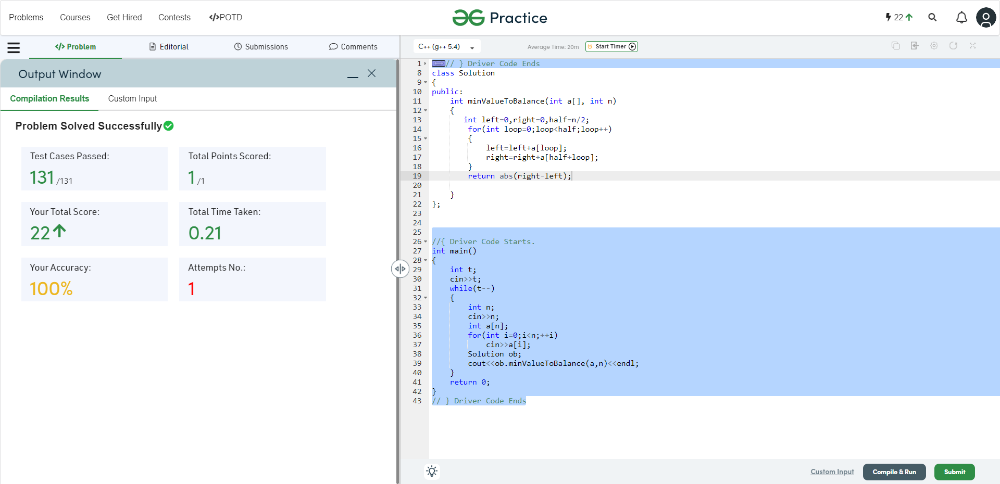 Problems Courses Get Hired Contests </>POTD
Practice
22
</> Problem Editorial Submissions Comments
Output Window
Compilation Results Custom Input
Problem Solved Successfully
Test Cases Passed:
131 /131
Total Points Scored:
1 /1
Your Total Score:
22
Total Time Taken:
0.21
Your Accuracy:
100%
Attempts No.:
1
C++ (g++ 5.4) Average Time: 20m Start Timer
1 // } Driver Code Ends
8 class Solution
9 {
10 public:
11 int minValueToBalance(int a[], int n)
12 {
13 int left=0,right=0,half=n/2;
14 for(int loop=0;loop<half;loop++)
15 {
16 left=left+a[loop];
17 right=right+a[half+loop];
18 }
19 return abs(right-left);
20
21 }
22 };
23
24
25
26 //{ Driver Code Starts.
27 int main()
28 {
29 int t;
30 cin>>t;
31 while(t--)
32 {
33 int n;
34 cin>>n;
35 int a[n];
36 for(int i=0;i<n;++i)
37 cin>>a[i];
38 Solution ob;
39 cout<<ob.minValueToBalance(a,n)<<endl;
40 }
41 return 0;
42 }
43 // } Driver Code Ends
Custom Input Compile & Run Submit